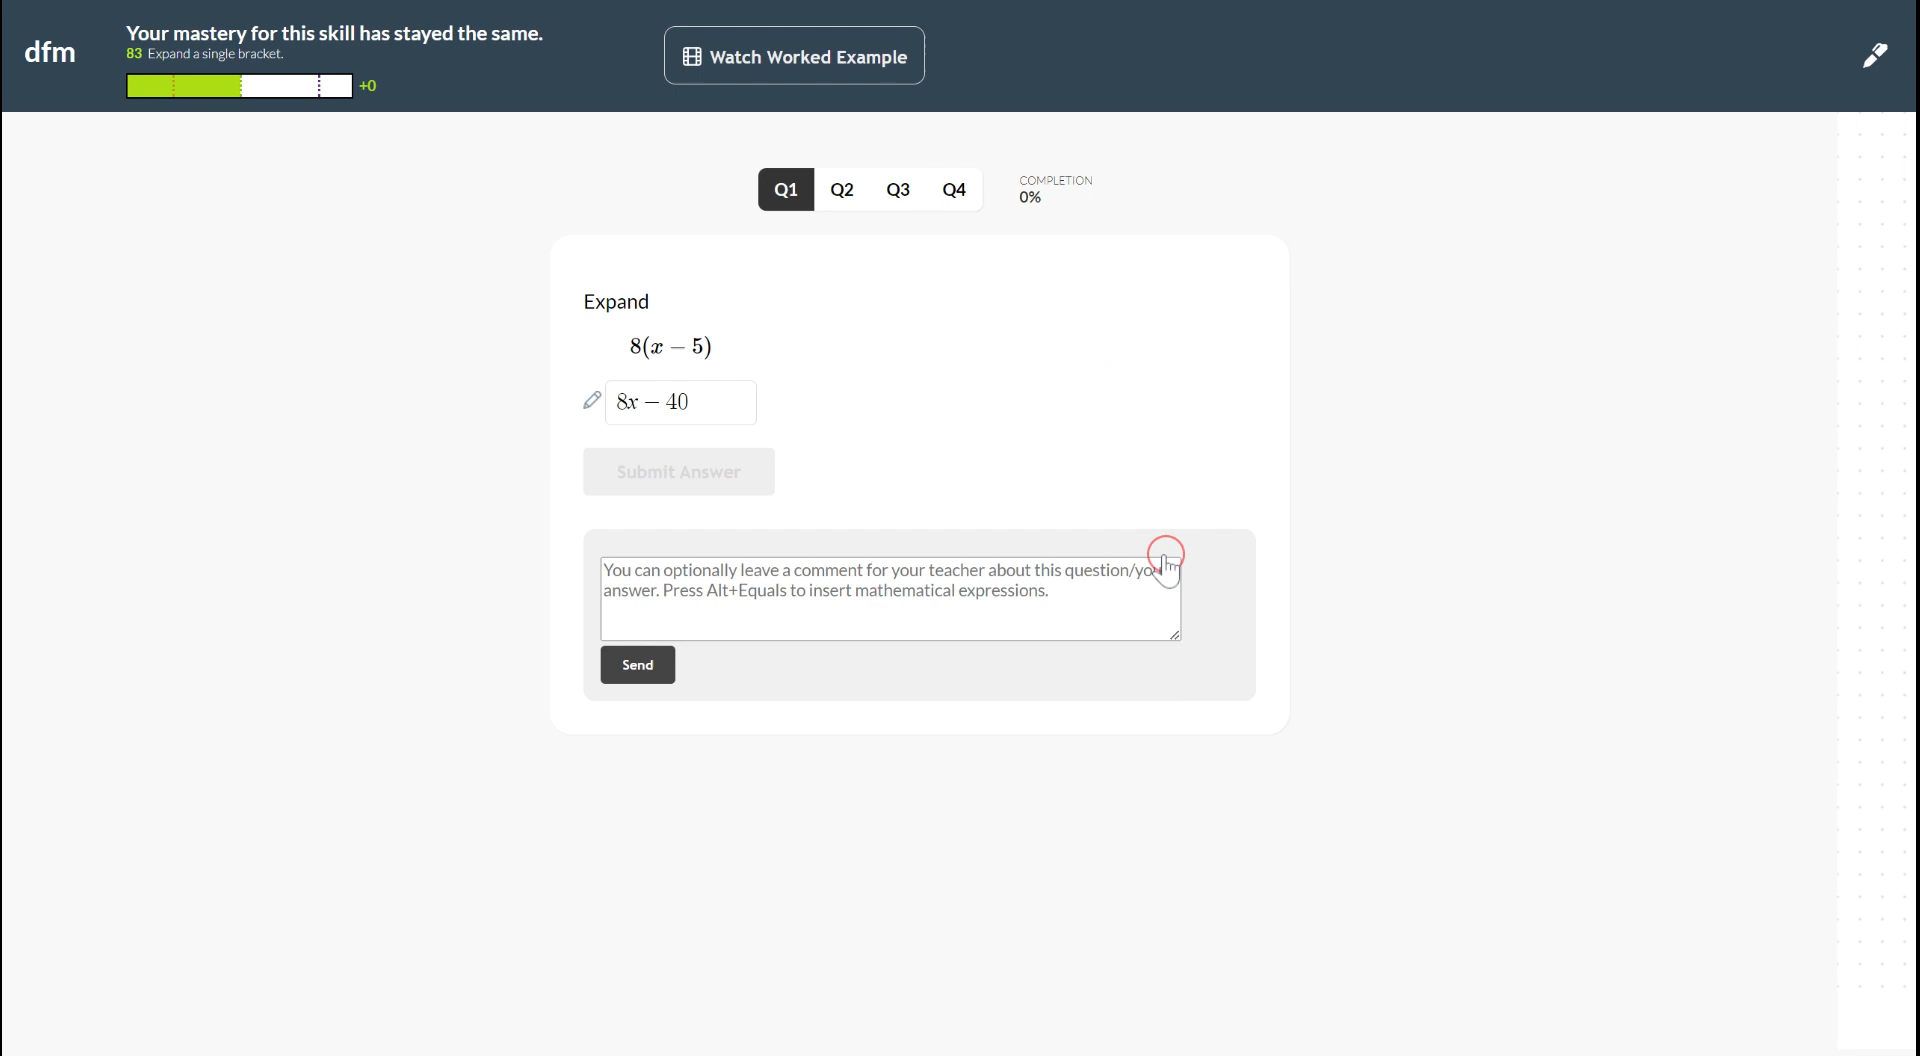 dfm
Your mastery for this skill has stayed the same.
83 Expand a single bracket.
+0
Watch Worked Example
Q1 Q2 Q3 Q4
COMPLETION
0%
Expand
8(x − 5)
8x − 40
Submit Answer
You can optionally leave a comment for your teacher about this question/yo
answer. Press Alt+Equals to insert mathematical expressions.
Send